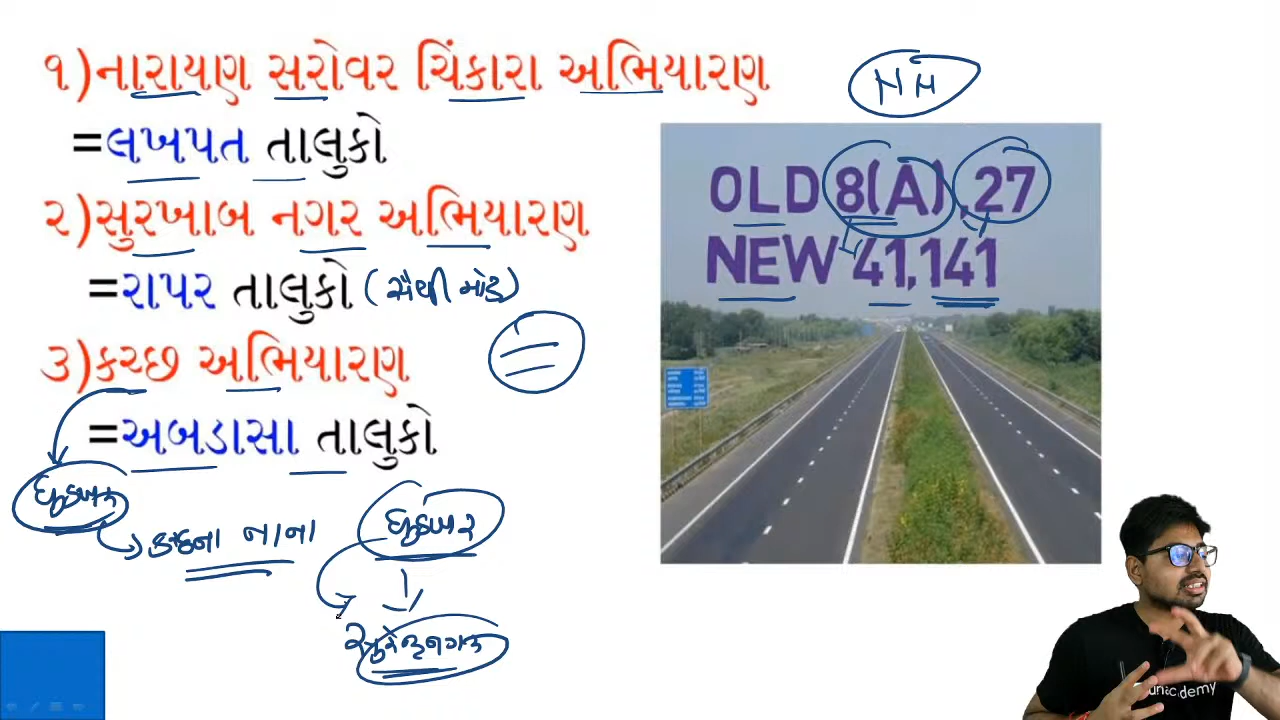 ૧)નારાયણ સરોવર ચિંકારા અભિયારણ
=લખપત તાલુકો
૨)સુરખાબ નગર અભિયારણ
=રાપર તાલુકો (સૈથી મોટુ)
૩)કચ્છ અભિયારણ
=અબડાસા તાલુકો
ઘુડખર
નાના
ઘુડખર
સુરેન્દ્રનગર
NH
OLD 8(A),27
NEW 41,141
unacademy